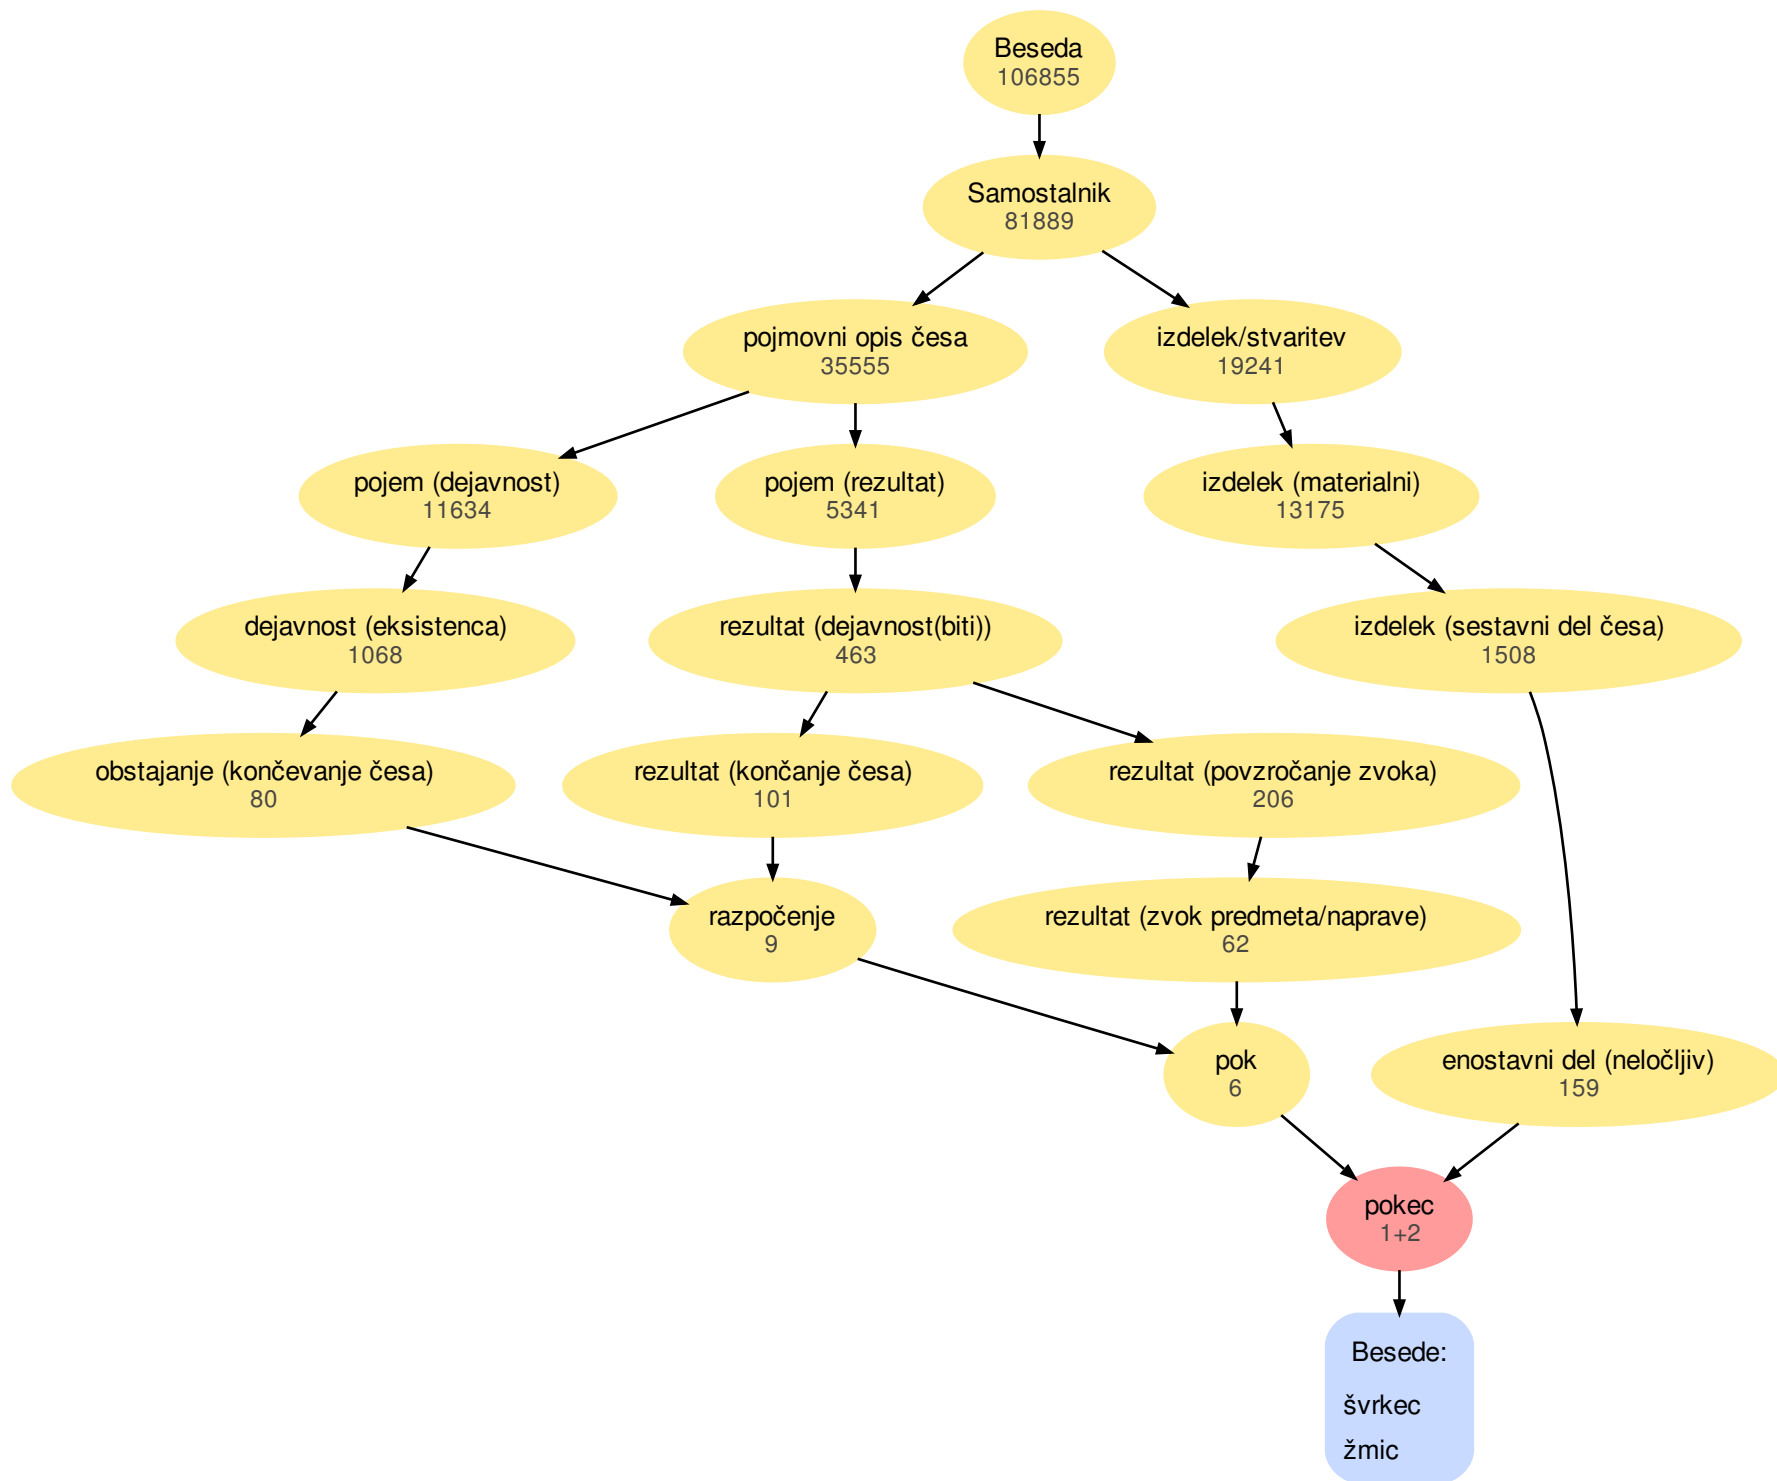 Beseda
106855
Samostalnik
81889
pojmovni opis česa
35555
izdelek/stvaritev
19241
pojem (dejavnost)
11634
pojem (rezultat)
5341
izdelek (materialni)
13175
dejavnost (eksistenca)
1068
rezultat (dejavnost(biti))
463
izdelek (sestavni del česa)
1508
obstajanje (končevanje česa)
80
rezultat (končanje česa)
101
rezultat (povzročanje zvoka)
206
razpočenje
9
rezultat (zvok predmeta/naprave)
62
pok
6
enostavni del (neločljiv)
159
pokec
1+2
Besede:
švrkec
žmic